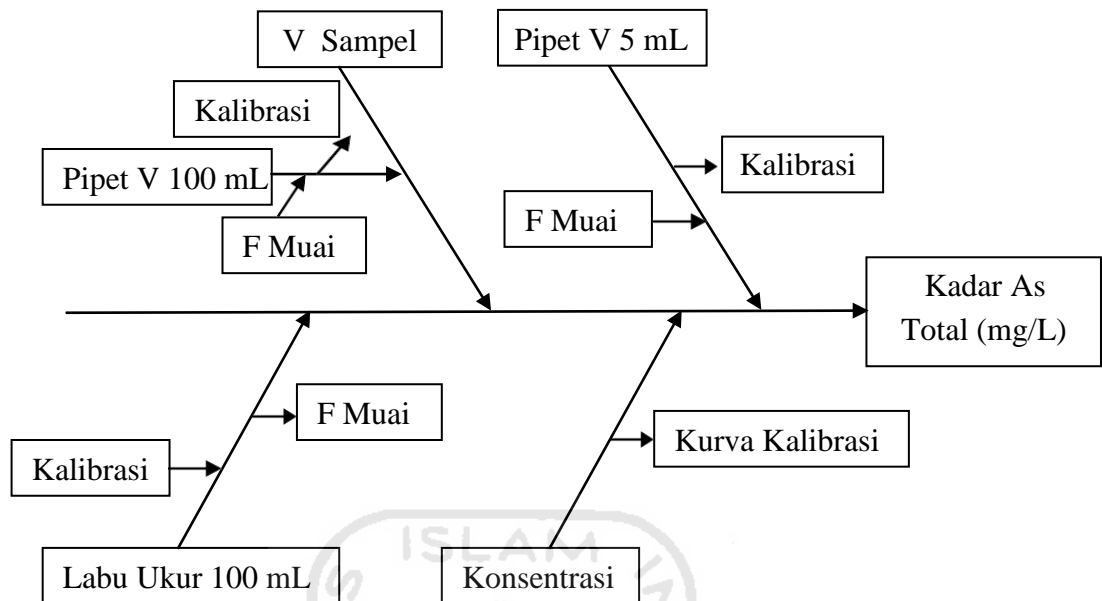 V Sampel
Pipet V 5 mL
Kalibrasi
Pipet V 100 mL
F Muai
Kalibrasi
F Muai
Kadar As
Total (mg/L)
F Muai
Kalibrasi
Kurva Kalibrasi
Labu Ukur 100 mL
Konsentrasi
ISLAM